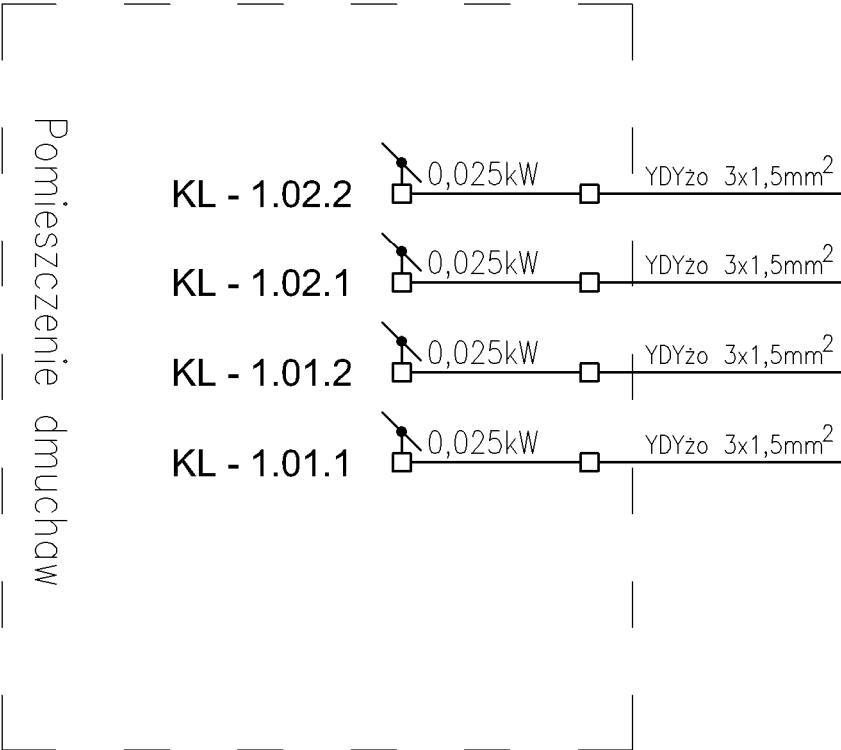 Pomieszczenie dmuchaw
KL - 1.02.2 0,025kW YDYżo 3x1,5mm²
KL - 1.02.1 0,025kW YDYżo 3x1,5mm²
KL - 1.01.2 0,025kW YDYżo 3x1,5mm²
KL - 1.01.1 0,025kW YDYżo 3x1,5mm²